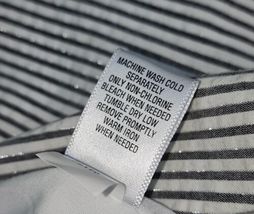 MACHINE WASH COLD
SEPARATELY
ONLY NON-CHLORINE
BLEACH WHEN NEEDED
TUMBLE DRY LOW
REMOVE PROMPTLY
WARM IRON
WHEN NEEDED